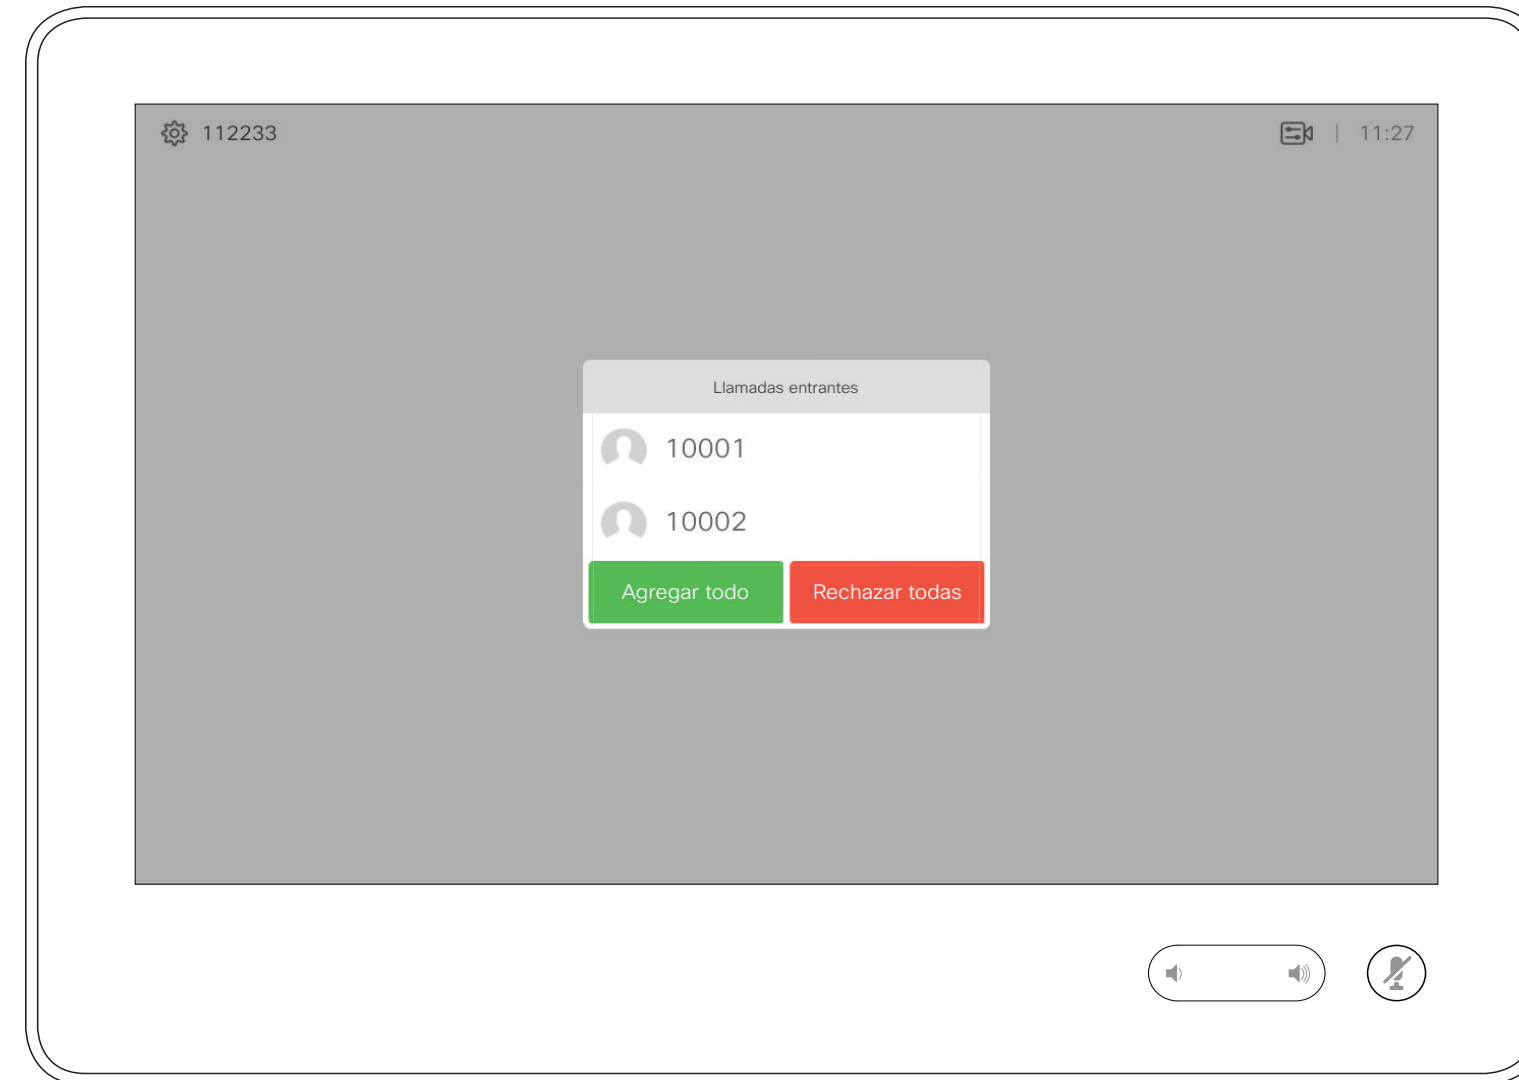 112233
11:27
Llamadas entrantes
10001
10002
Agregar todo
Rechazar todas